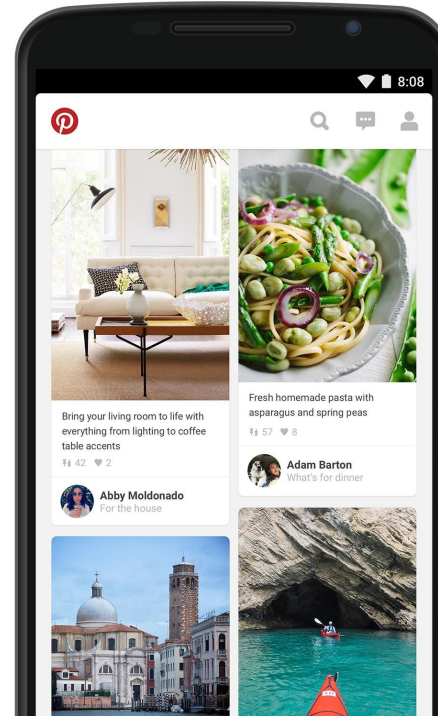 8:08
Bring your living room to life with
everything from lighting to coffee
table accents
42 2
Abby Moldonado
For the house
Fresh homemade pasta with
asparagus and spring peas
57 8
Adam Barton
What's for dinner